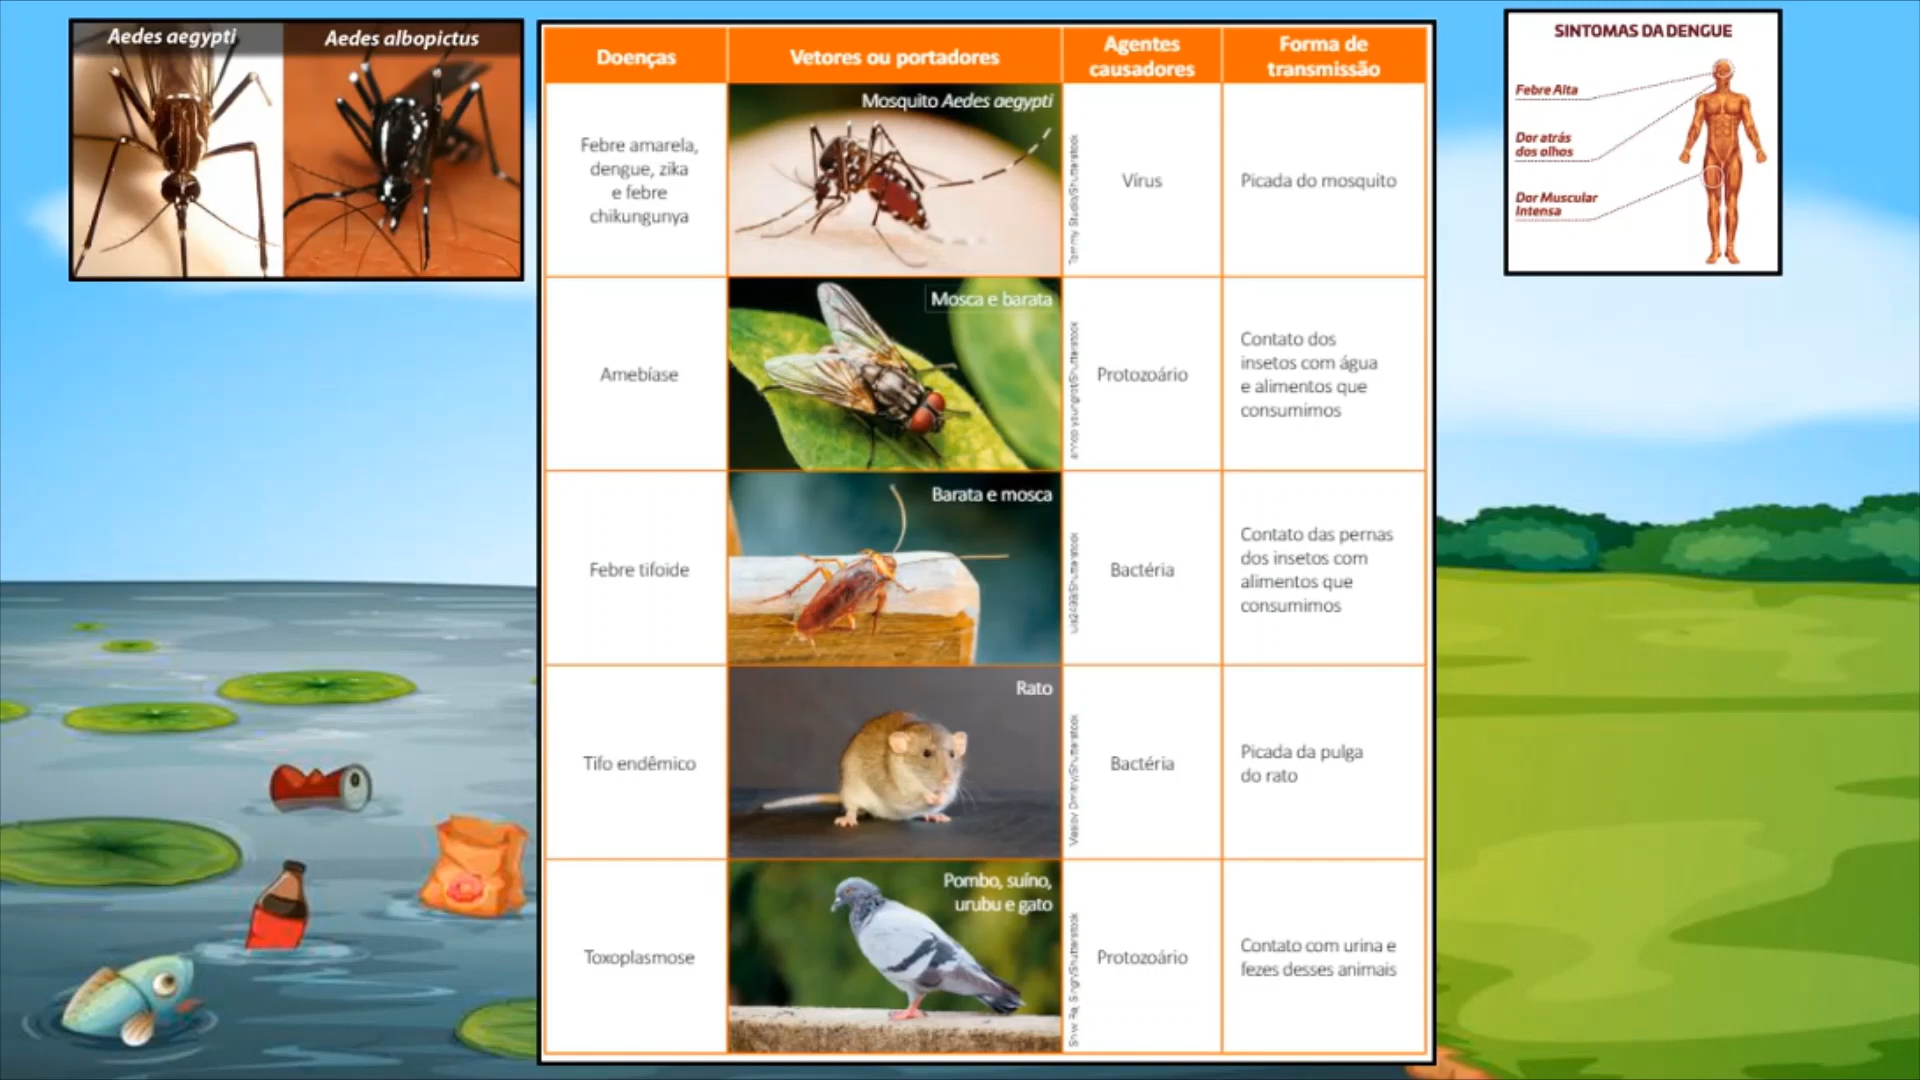 Aedes aegypti
Aedes albopictus
Doenças
Vetores ou portadores
Agentes
causadores
Forma de
transmissão
Febre amarela,
dengue, zika
e febre
chikungunya
Mosquito Aedes aegypti
Vírus
Picada do mosquito
Amebíase
Mosca e barata
Protozoário
Contato dos
insetos com água
e alimentos que
consumimos
Febre tifoide
Barata e mosca
Bactéria
Contato das pernas
dos insetos com
alimentos que
consumimos
Tifo endêmico
Rato
Bactéria
Picada da pulga
do rato
Toxoplasmose
Pombo, suíno,
urubu e gato
Protozoário
Contato com urina e
fezes desses animais
SINTOMAS DA DENGUE
Febre Alta
Dor atrás
dos olhos
Dor Muscular
Intensa